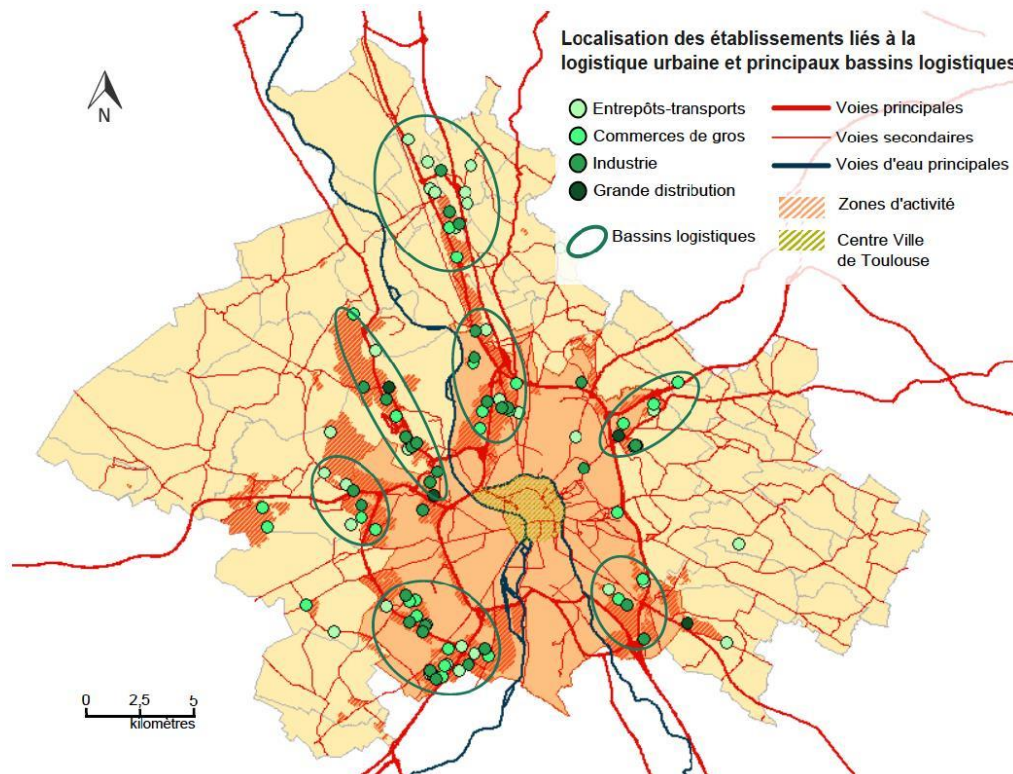 Localisation des établissements liés à la
logistique urbaine et principaux bassins logistiques
Entrepôts-transports
Commerces de gros
Industrie
Grande distribution
Bassins logistiques
Voies principales
Voies secondaires
Voies d'eau principales
Zones d'activité
Centre Ville
de Toulouse
N
0 2,5 5
kilomètres